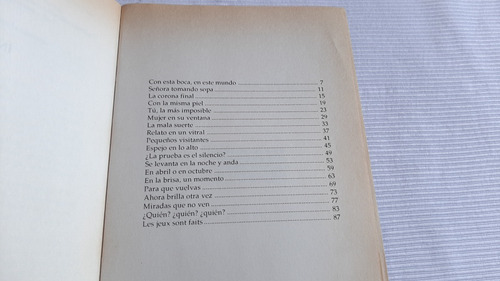 Con esta boca, en este mundo 7
Señora tomando sopa 11
La corona final 15
Con la misma piel 19
Tú, la más imposible 23
Mujer en su ventana 29
La mala suerte 33
Relato en un vitral 37
Pequeños visitantes 41
Espejo en lo alto 45
¿La prueba es el silencio? 49
Se levanta en la noche y anda 53
En abril o en octubre 59
En la brisa, un momento 63
Para que vuelvas 69
Ahora brilla otra vez 73
Miradas que no ven 77
¿Quién? ¿quién? ¿quién? 83
Les jeux sont faits 87